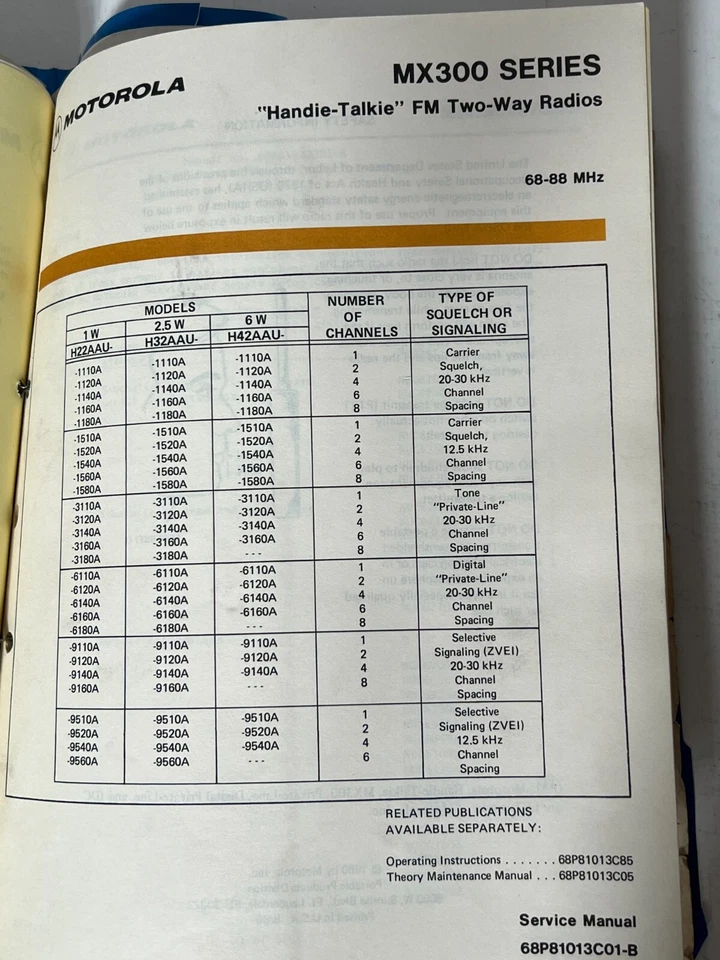 MOTOROLA
MX300 SERIES
"Handie-Talkie" FM Two-Way Radios
68-88 MHz
MODELS
NUMBER OF CHANNELS
TYPE OF SQUELCH OR SIGNALING
1 W 2.5 W 6 W
H22AAU- H32AAU- H42AAU-
-1110A -1110A -1110A 1 Carrier
-1120A -1120A -1120A 2 Squelch,
-1140A -1140A -1140A 4 20-30 kHz
-1160A -1160A -1160A 6 Channel
-1180A -1180A -1180A 8 Spacing
-1510A -1510A -1510A 1 Carrier
-1520A -1520A -1520A 2 Squelch,
-1540A -1540A -1540A 4 12.5 kHz
-1560A -1560A -1560A 6 Channel
-1580A -1580A -1580A 8 Spacing
-3110A -3110A -3110A 1 Tone
-3120A -3120A -3120A 2 "Private-Line"
-3140A -3140A -3140A 4 20-30 kHz
-3160A -3160A -3160A 6 Channel
-3180A -3180A --- 8 Spacing
-6110A -6110A -6110A 1 Digital
-6120A -6120A -6120A 2 "Private-Line"
-6140A -6140A -6140A 4 20-30 kHz
-6160A -6160A -6160A 6 Channel
-6180A -6180A --- 8 Spacing
-9110A -9110A -9110A 1 Selective
-9120A -9120A -9120A 2 Signaling (ZVEI)
-9140A -9140A -9140A 4 20-30 kHz
-9160A -9160A --- 8 Channel
Spacing
-9510A -9510A -9510A 1 Selective
-9520A -9520A -9520A 2 Signaling (ZVEI)
-9540A -9540A -9540A 4 12.5 kHz
-9560A -9560A --- 6 Channel
Spacing
RELATED PUBLICATIONS
AVAILABLE SEPARATELY:
Operating Instructions . . . . . . . 68P81013C85
Theory Maintenance Manual . . . 68P81013C05
Service Manual
68P81013C01-B